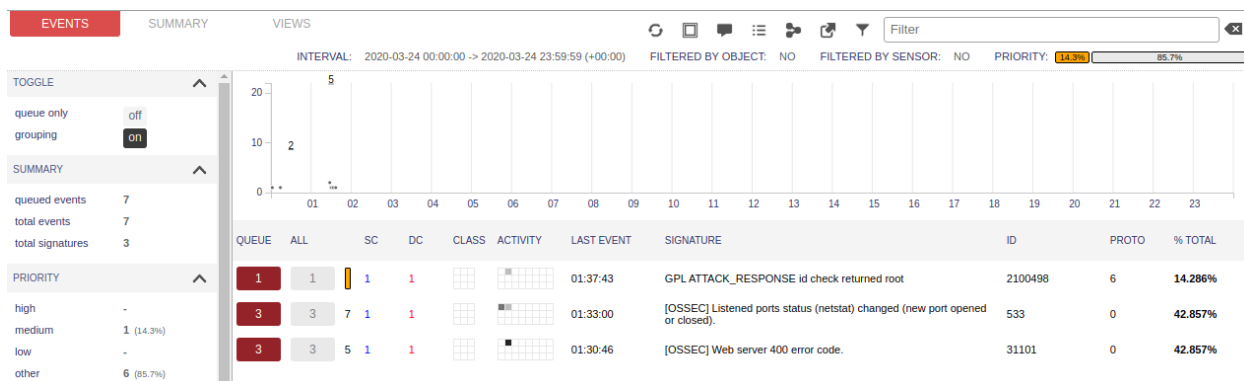 EVENTS SUMMARY VIEWS
Filter
INTERVAL: 2020-03-24 00:00:00 -> 2020-03-24 23:59:59 (+00:00) FILTERED BY OBJECT: NO FILTERED BY SENSOR: NO PRIORITY: 14.3% 85.7%
TOGGLE
queue only off
grouping on
SUMMARY
queued events 7
total events 7
total signatures 3
PRIORITY
high -
medium 1 (14.3%)
low -
other 6 (85.7%)
5
20
10
2
0
01 02 03 04 05 06 07 08 09 10 11 12 13 14 15 16 17 18 19 20 21 22 23
QUEUE ALL SC DC CLASS ACTIVITY LAST EVENT SIGNATURE ID PROTO % TOTAL
1 1 1 1 01:37:43 GPL ATTACK_RESPONSE id check returned root 2100498 6 14.286%
3 3 7 1 1 01:33:00 [OSSEC] Listened ports status (netstat) changed (new port opened 533 0 42.857%
or closed).
3 3 5 1 1 01:30:46 [OSSEC] Web server 400 error code. 31101 0 42.857%